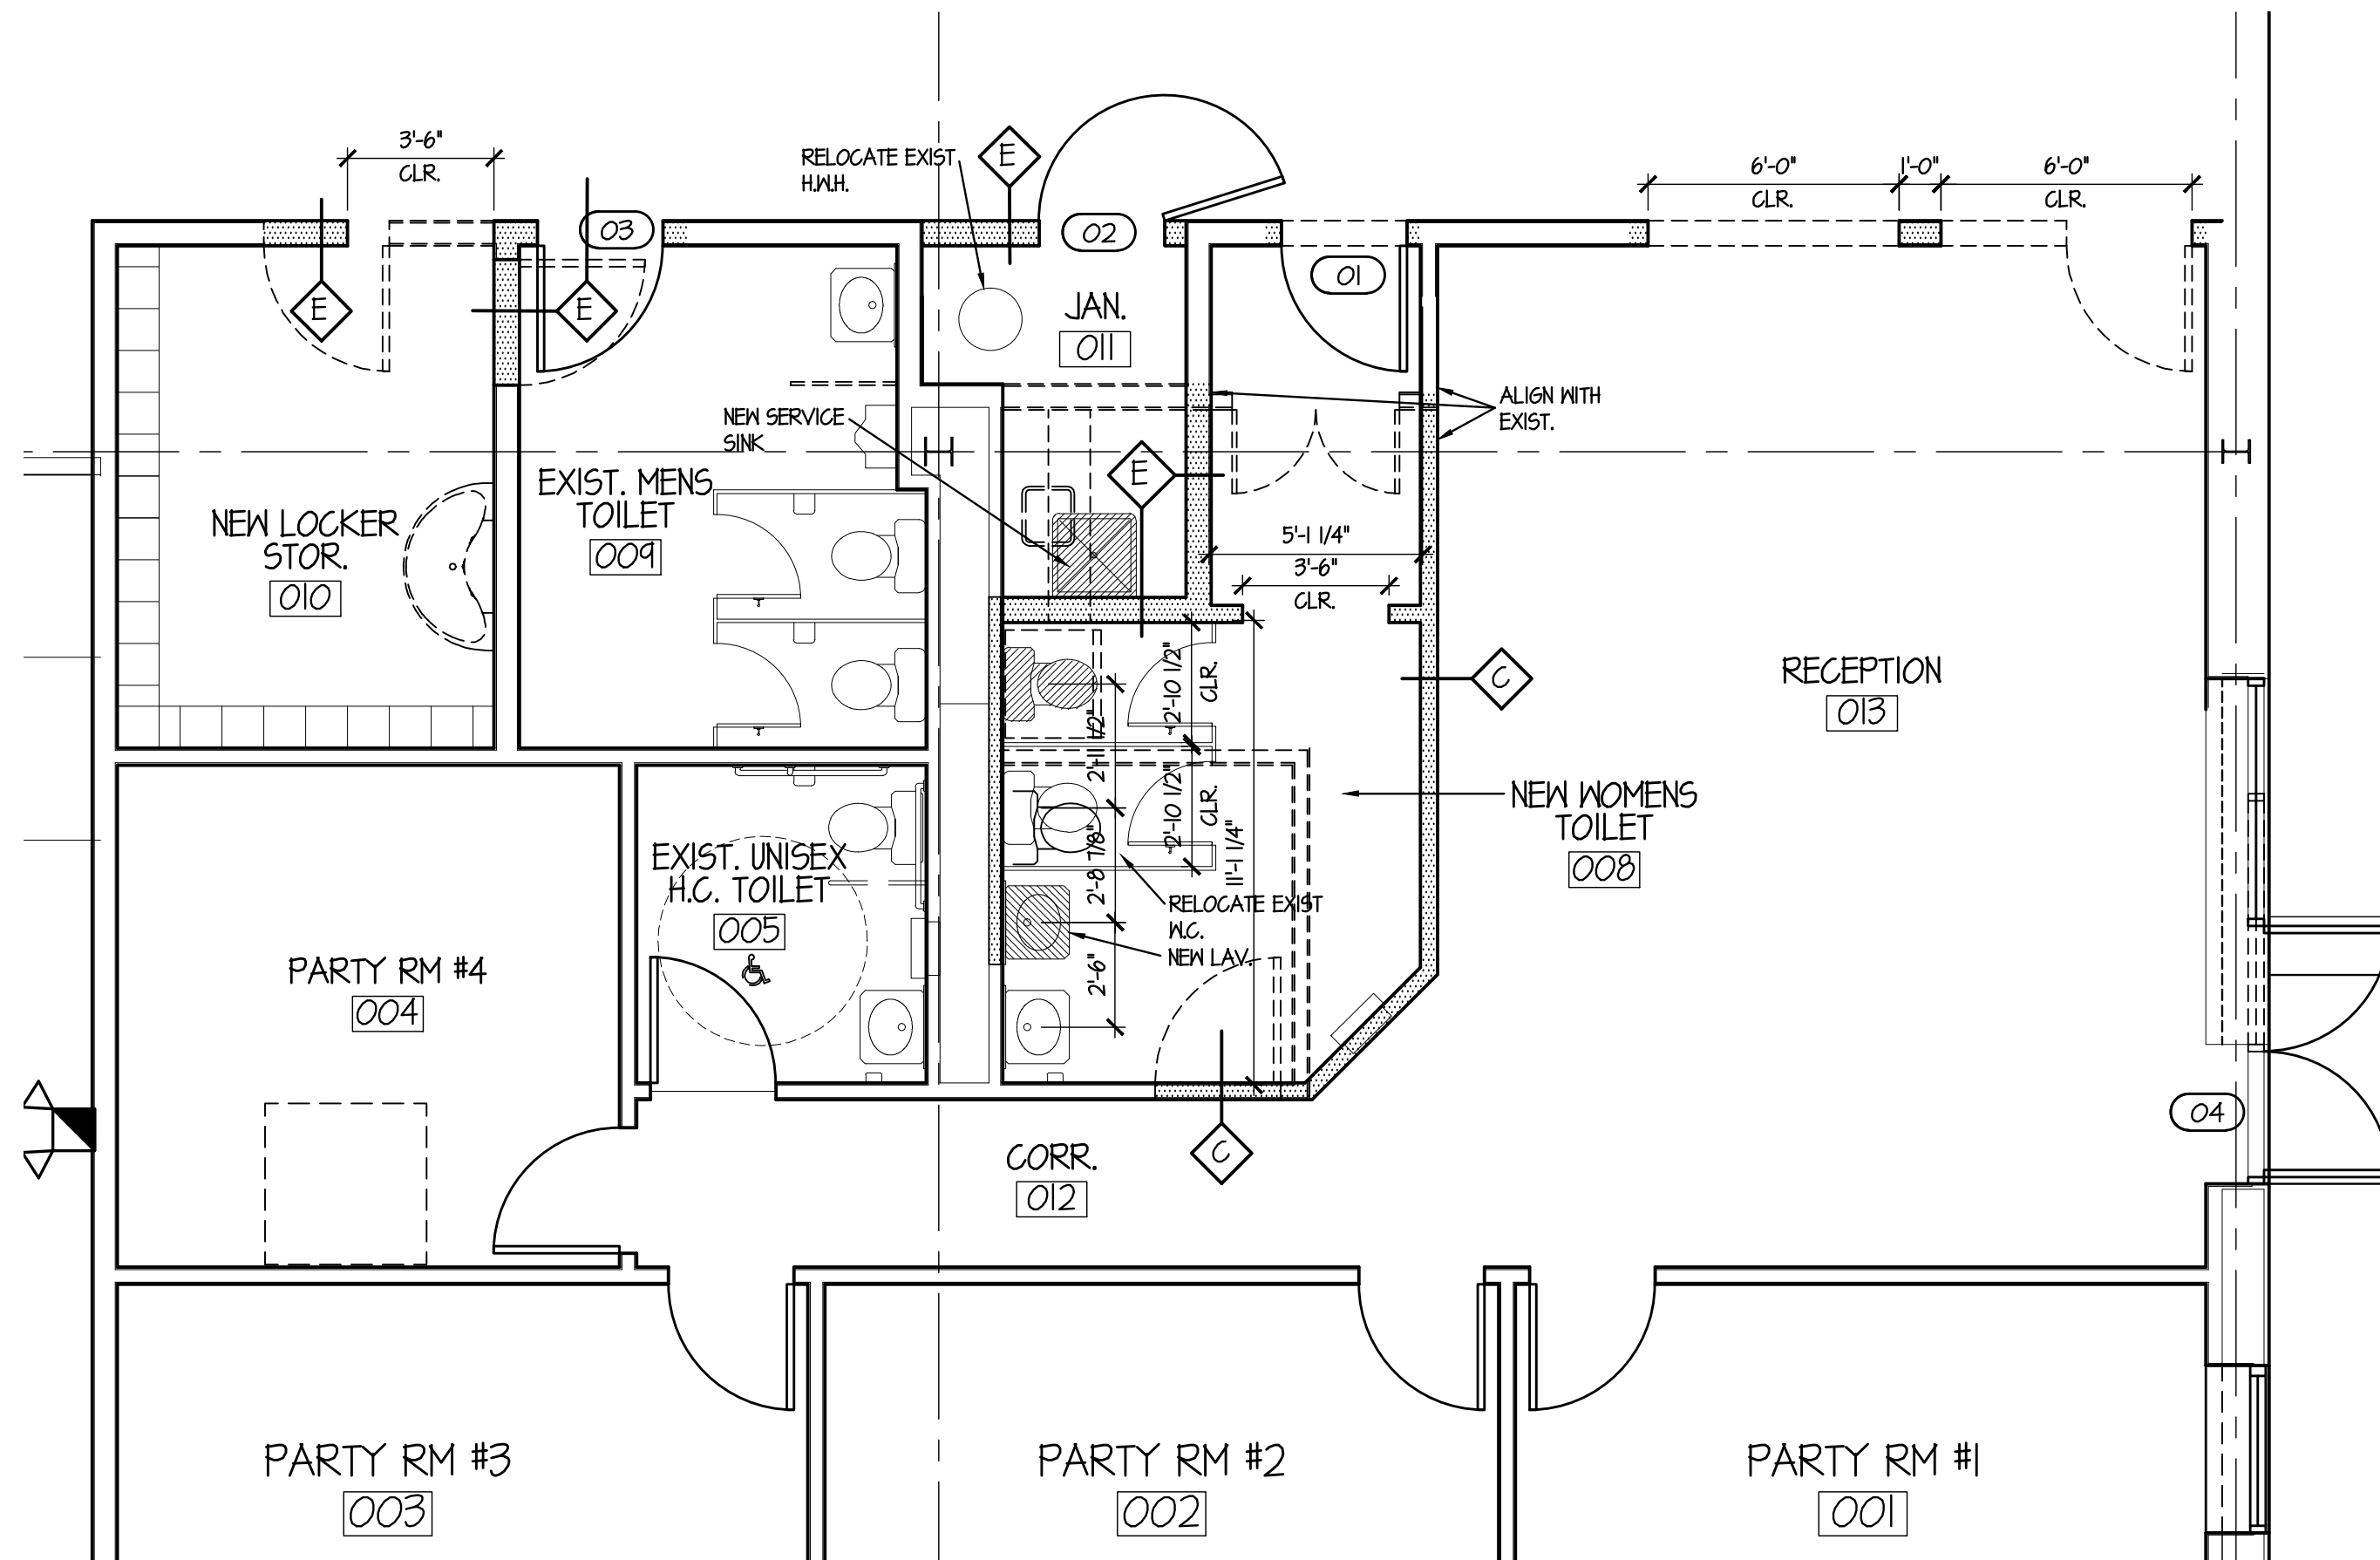 3'-6"
CLR.
RELOCATE EXIST
H.W.H.
E
6'-0"
CLR.
1'-0"
6'-0"
CLR.
03
02
01
E
E
JAN.
011
NEW SERVICE
SINK
ALIGN WITH
EXIST.
E
EXIST. MENS
TOILET
009
NEW LOCKER
STOR.
010
5'-1 1/4"
3'-6"
CLR.
2'-10 1/2"
CLR.
2'-11 1/2"
C
RECEPTION
013
2'-10 1/2"
CLR.
2'-8 7/8"
11'-1 1/4"
NEW WOMENS
TOILET
008
EXIST. UNISEX
H.C. TOILET
005
RELOCATE EXIST
W.C.
NEW LAV.
2'-6"
PARTY RM #4
004
04
CORR.
012
C
PARTY RM #3
003
PARTY RM #2
002
PARTY RM #1
001